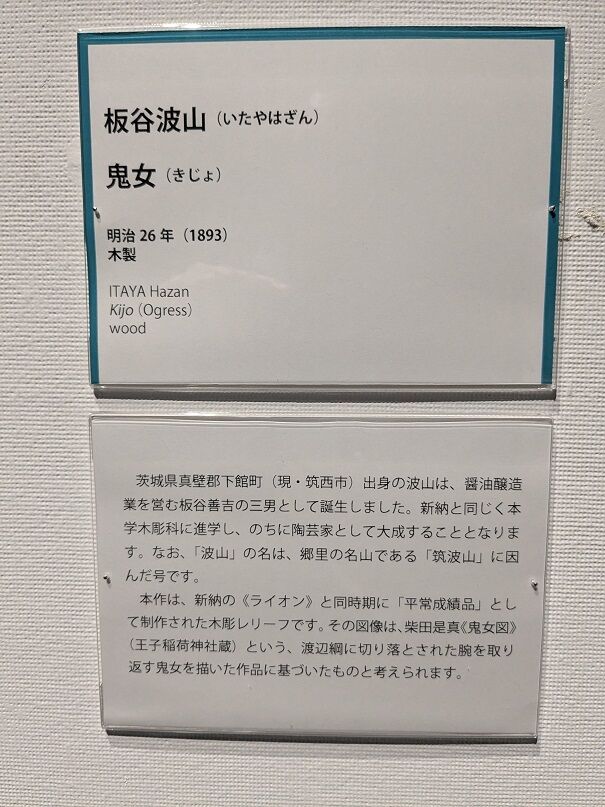 板谷波山（いたやはざん）
鬼女（きじょ）
明治 26 年（1893）
木製
ITAYA Hazan
Kijo（Ogress）
wood
茨城県真壁郡下館町（現・筑西市）出身の波山は、醤油醸造
業を営む板谷善吉の三男として誕生しました。新納と同じく本
学木彫科に進学し、のちに陶芸家として大成することとなりま
す。なお、「波山」の名は、郷里の名山である「筑波山」に因
んだ号です。
本作は、新納の《ライオン》と同時期に「平常成績品」とし
て制作された木彫レリーフです。その図像は、柴田是真《鬼女図》
（王子稲荷神社蔵）という、渡辺綱に切り落とされた腕を取り
返す鬼女を描いた作品に基づいたものと考えられます。